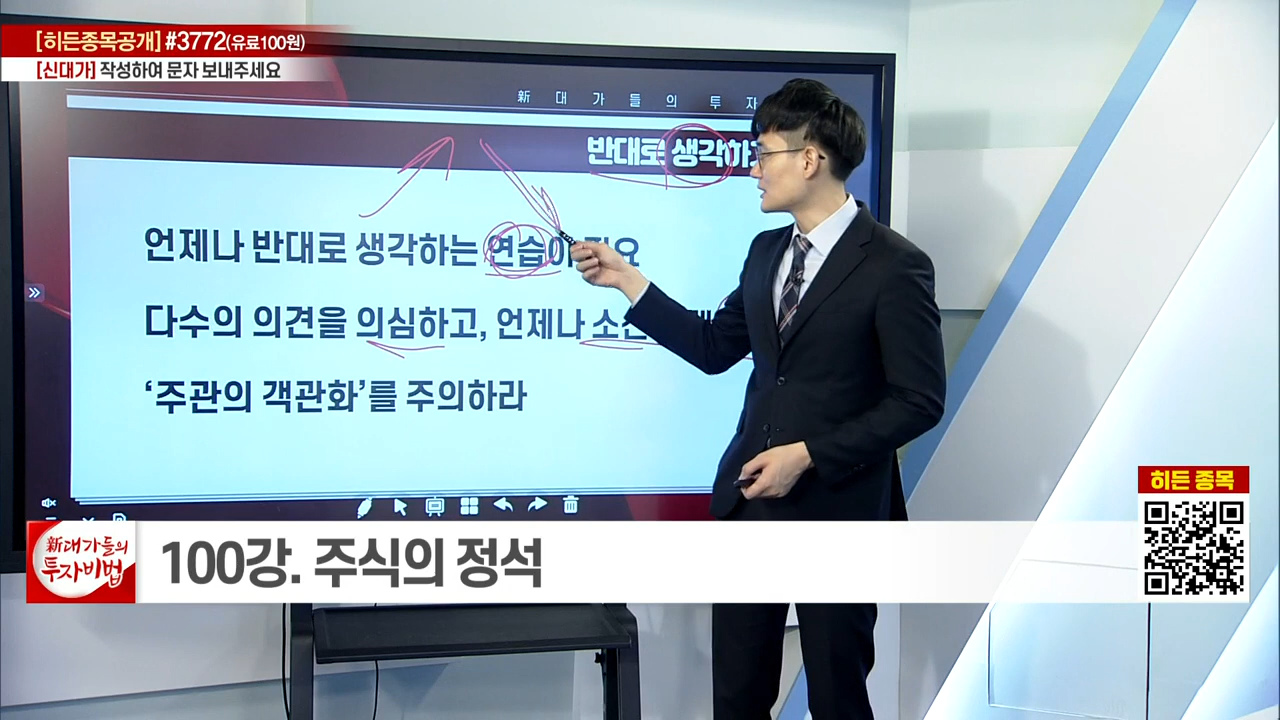 [히든종목공개] #3772(유료100원)
[신대가] 작성하여 문자 보내주세요
新 대 가 들 의 투 자
반대로 생각하
언제나 반대로 생각하는 연습이 필요
다수의 의견을 의심하고, 언제나
‘주관의 객관화’를 주의하라
히든 종목
新대가들의
투자비법
100강. 주식의 정석